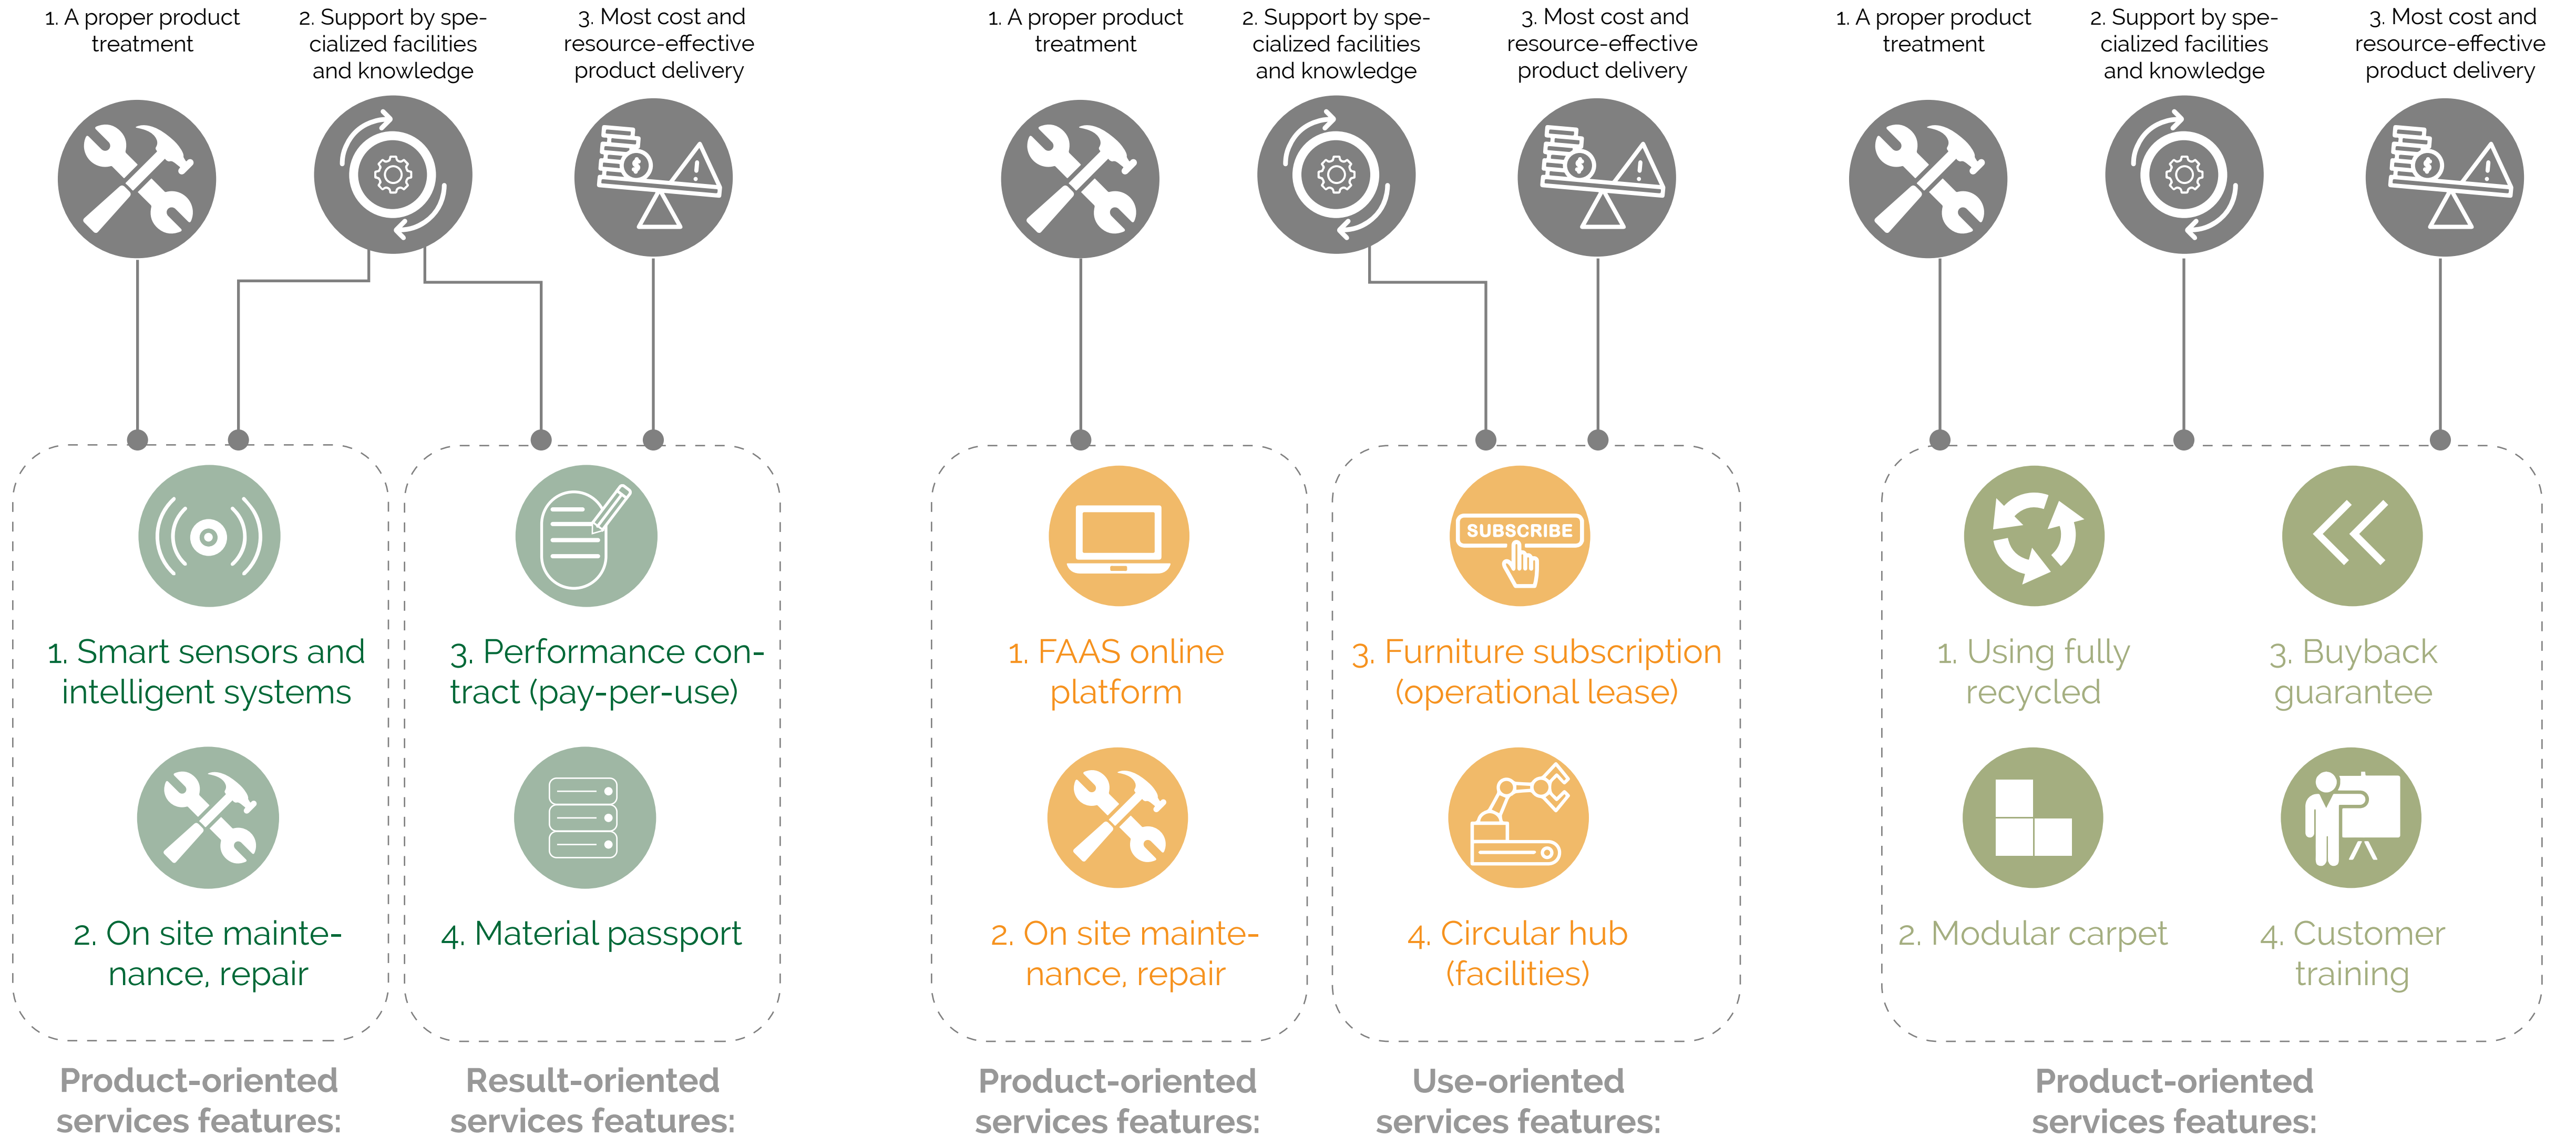 1. A proper product
treatment
2. Support by spe-
cialized facilities
and knowledge
3. Most cost and
resource-effective
product delivery
1. Smart sensors and
intelligent systems
2. On site mainte-
nance, repair
3. Performance con-
tract (pay-per-use)
4. Material passport
Product-oriented
services features:
Result-oriented
services features:
1. A proper product
treatment
2. Support by spe-
cialized facilities
and knowledge
3. Most cost and
resource-effective
product delivery
$
!
1. FAAS online
platform
2. On site mainte-
nance, repair
SUBSCRIBE
3. Furniture subscription
(operational lease)
4. Circular hub
(facilities)
Product-oriented
services features:
Use-oriented
services features:
1. A proper product
treatment
2. Support by spe-
cialized facilities
and knowledge
3. Most cost and
resource-effective
product delivery
$
!
1. Using fully
recycled
2. Modular carpet
3. Buyback
guarantee
4. Customer
training
Product-oriented
services features: